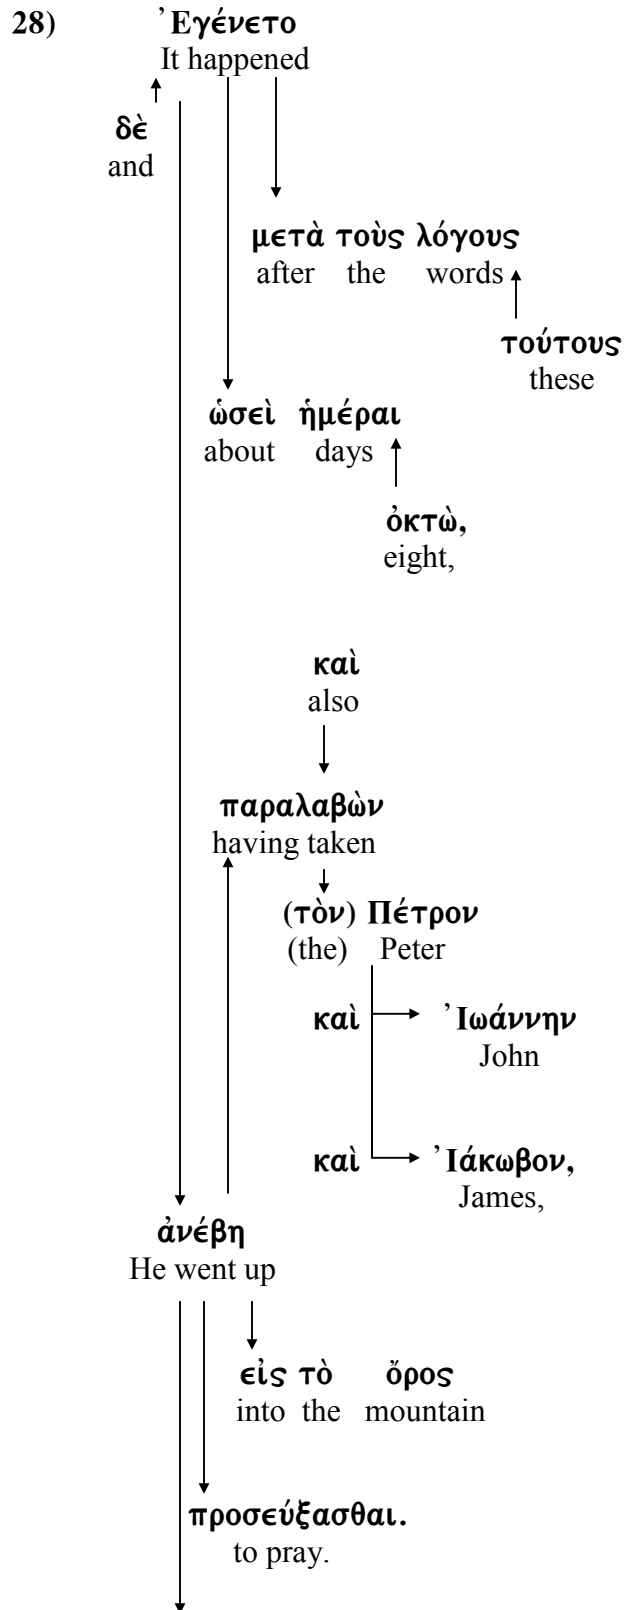 28) Ἐγένετο
It happened
δὲ
and
μετὰ τοὺς λόγους
after the words
τούτους
these
ὡσεὶ ἡμέραι
about days
ὀκτὼ,
eight,
καὶ
also
παραλαβὼν
having taken
(τὸν) Πέτρον
(the) Peter
καὶ Ἰωάννην
John
καὶ Ἰάκωβον,
James,
ἀνέβη
He went up
εἰς τὸ ὄρος
into the mountain
προσεύξασθαι.
to pray.